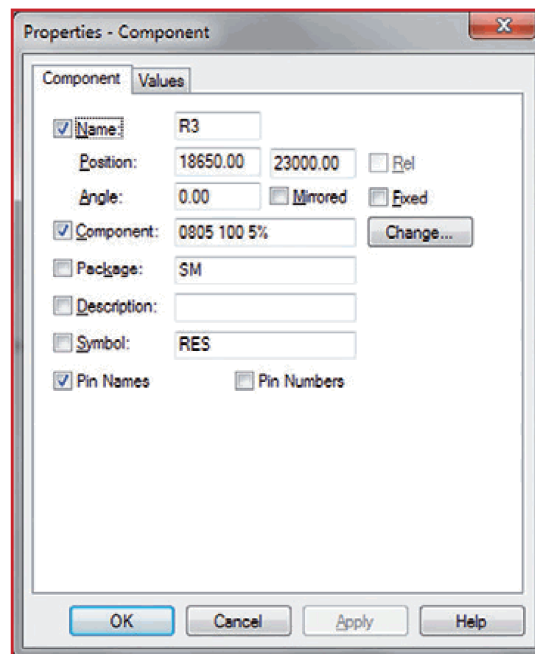 Properties - Component
Component Values
Name: R3
Position: 18650.00 23000.00 Rel
Angle: 0.00 Mirrored Fixed
Component: 0805 100 5% Change...
Package: SM
Description:
Symbol: RES
Pin Names Pin Numbers
OK Cancel Apply Help